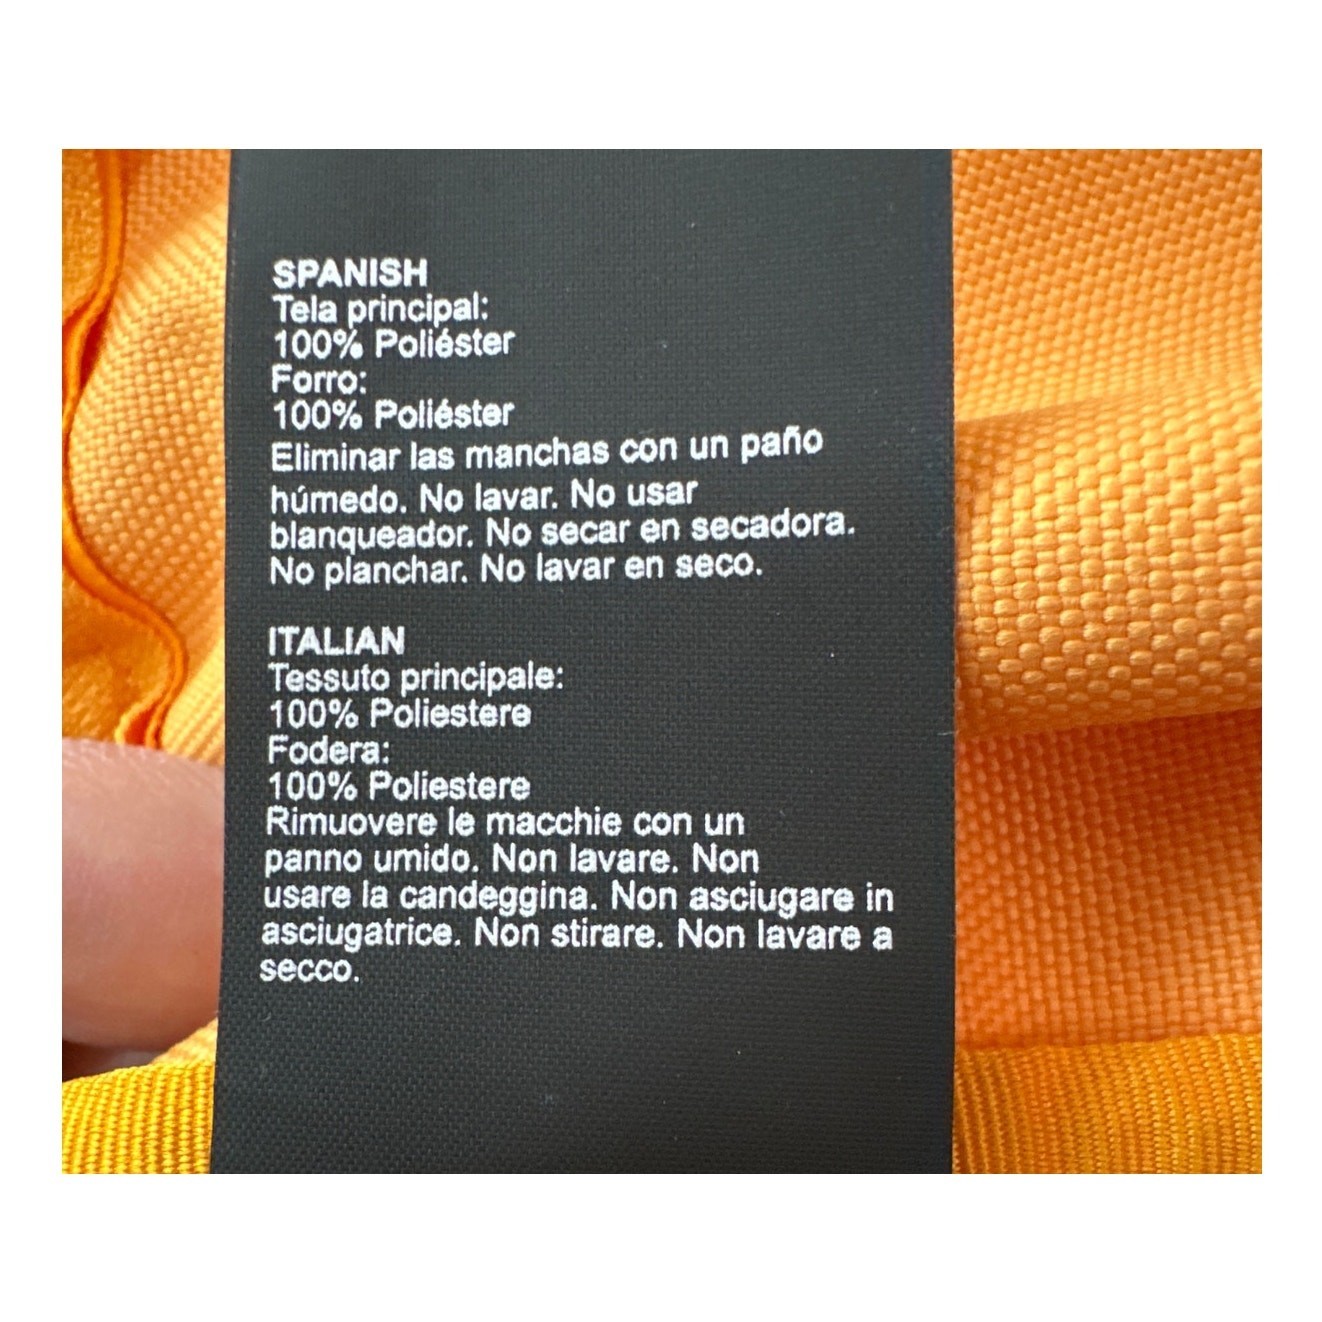 SPANISH
Tela principal:
100% Poliéster
Forro:
100% Poliéster
Eliminar las manchas con un paño
húmedo. No lavar. No usar
blanqueador. No secar en secadora.
No planchar. No lavar en seco.
ITALIAN
Tessuto principale:
100% Poliestere
Fodera:
100% Poliestere
Rimuovere le macchie con un
panno umido. Non lavare. Non
usare la candeggina. Non asciugare in
asciugatrice. Non stirare. Non lavare a
secco.